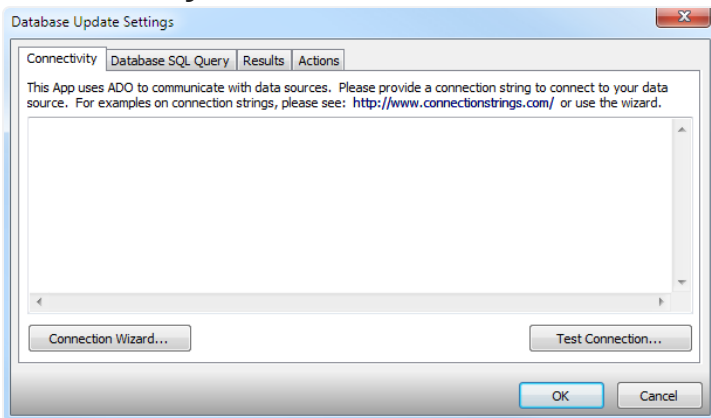 Database Update Settings
Connectivity Database SQL Query Results Actions
This App uses ADO to communicate with data sources. Please provide a connection string to connect to your data
source. For examples on connection strings, please see: http://www.connectionstrings.com/ or use the wizard.
Connection Wizard... Test Connection...
OK Cancel